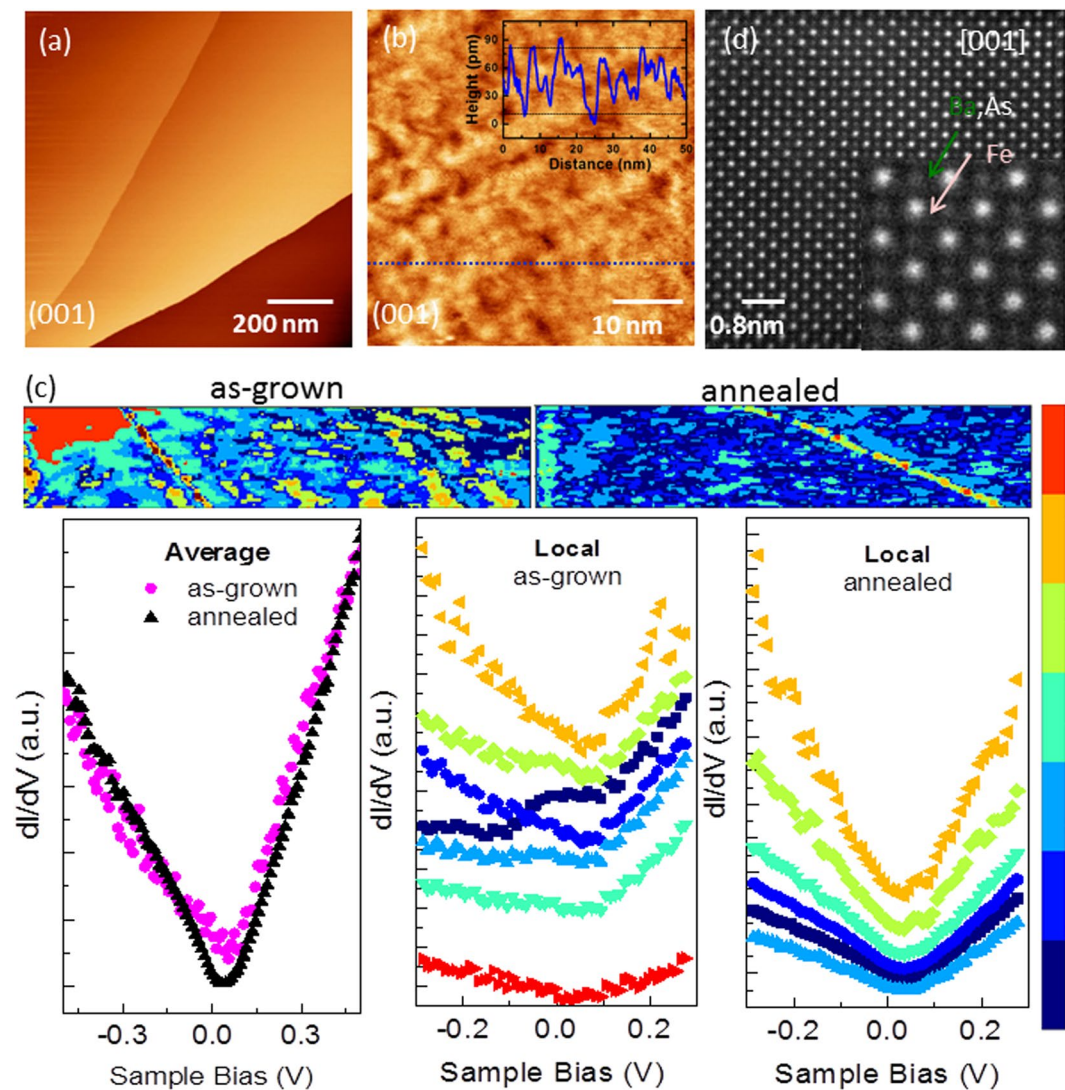 (a)
(001)
200 nm
(b)
Height (pm)
90
60
30
0
0 10 20 30 40 50
Distance (nm)
(001)
10 nm
(d)
[001]
Ba,As
Fe
0.8nm
(c)
as-grown
annealed
Average
as-grown
annealed
dI/dV (a.u.)
-0.3 0.0 0.3
Sample Bias (V)
Local
as-grown
dI/dV (a.u.)
-0.2 0.0 0.2
Sample Bias (V)
Local
annealed
dI/dV (a.u.)
-0.2 0.0 0.2
Sample Bias (V)